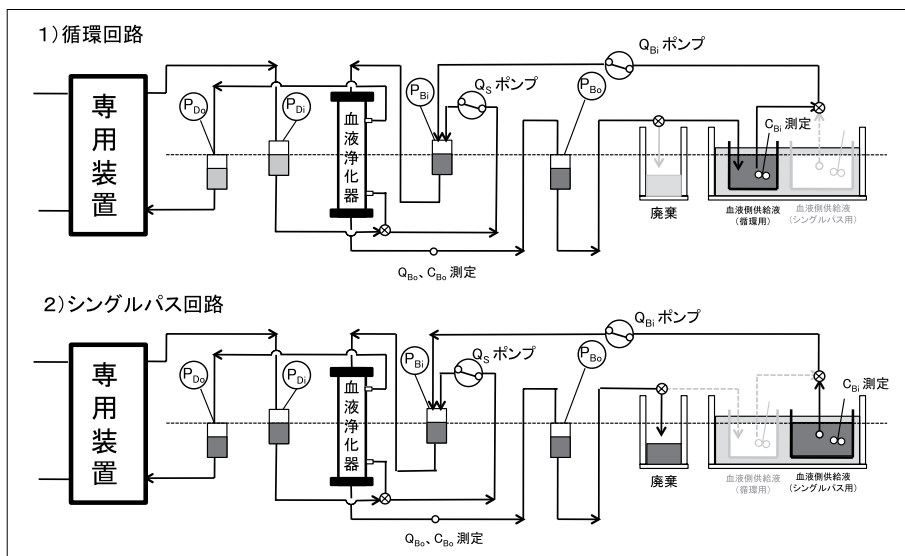 1)循環回路
専用装置
P_Do
P_Di
血液浄化器
P_Bi
Q_S ポンプ
Q_Bi ポンプ
P_Bo
C_Bi 測定
廃棄
血液側供給液
(循環用)
血液側供給液
(シングルパス用)
Q_Bo、C_Bo 測定
2)シングルパス回路
専用装置
P_Do
P_Di
血液浄化器
P_Bi
Q_S ポンプ
Q_Bi ポンプ
P_Bo
C_Bi 測定
廃棄
血液側供給液
(循環用)
血液側供給液
(シングルパス用)
Q_Bo、C_Bo 測定